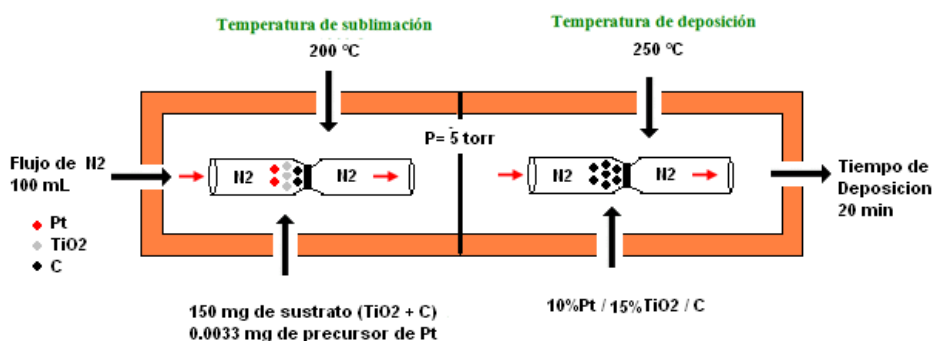 Temperatura de sublimación
200 °C
Temperatura de deposición
250 °C
P= 5 torr
Flujo de N2
100 mL
N2
N2
N2
N2
Tiempo de
Deposicion
20 min
Pt
TiO2
C
150 mg de sustrato (TiO2 + C)
0.0033 mg de precursor de Pt
10%Pt / 15%TiO2 / C